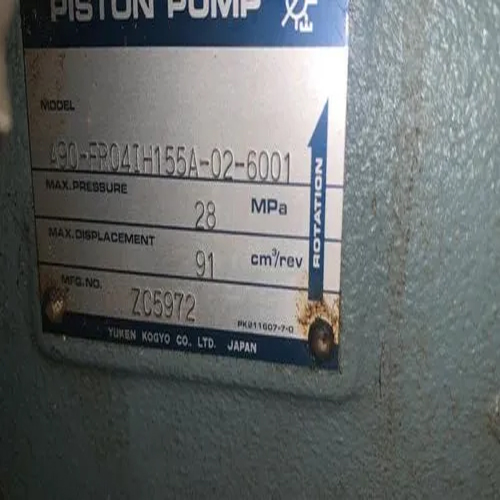 PISTON PUMP
MODEL
A90-FR04IH155A-02-6001
MAX.PRESSURE
28 MPa
MAX.DISPLACEMENT
91 cm³/rev
MFG.NO.
ZC5972
PK211607-7-0
YUKEN KOGYO CO., LTD. JAPAN
ROTATION